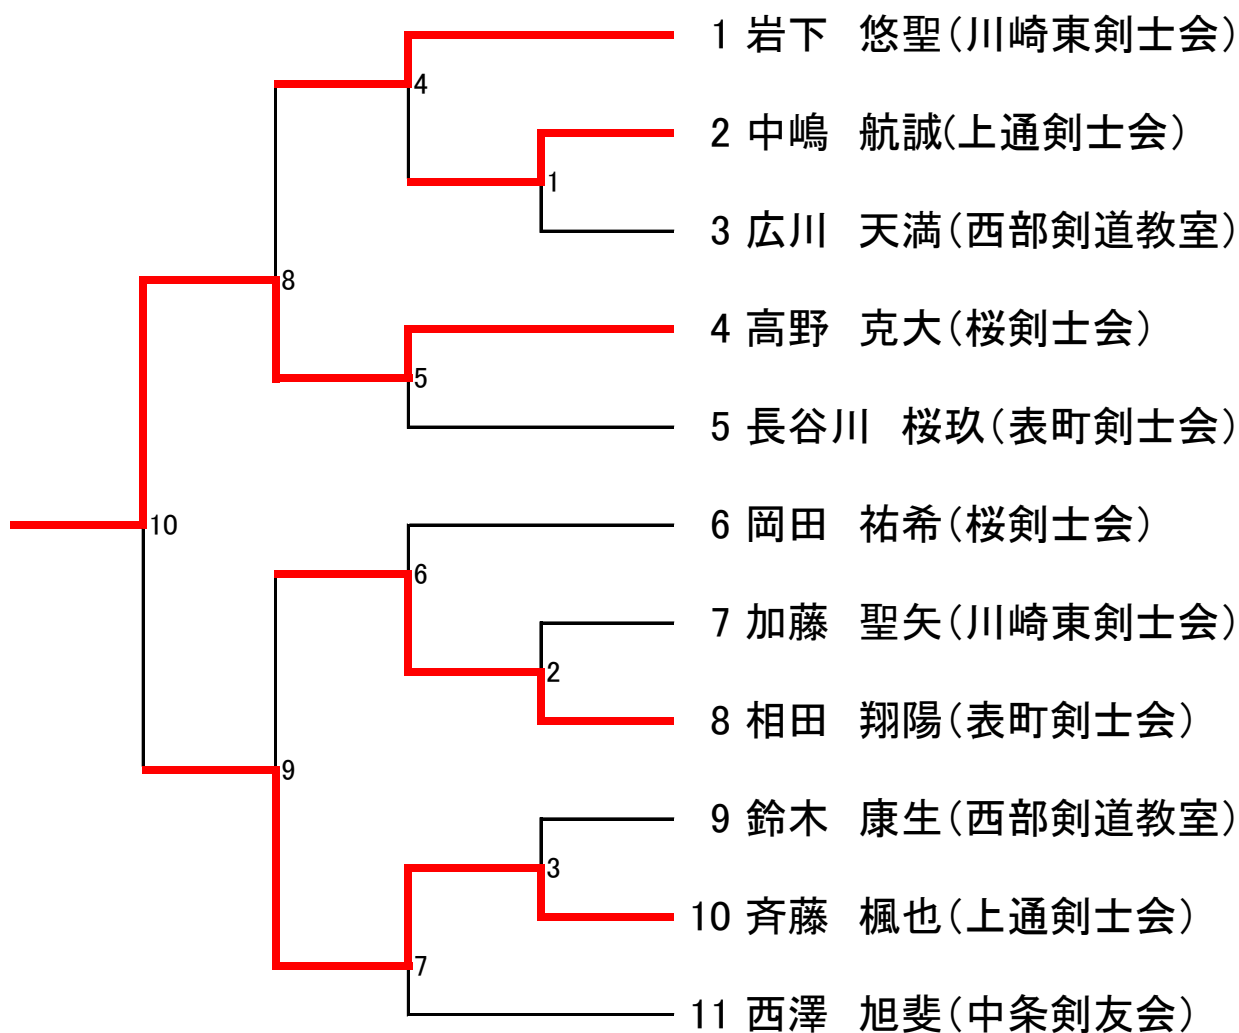 1 岩下　悠聖（川崎東剣士会）
4
2 中嶋　航誠(上通剣士会）
1
3 広川　天満（西部剣道教室）
8
4 高野　克大（桜剣士会）
5
5 長谷川　桜玖（表町剣士会）
10
6 岡田　祐希（桜剣士会）
6
7 加藤　聖矢（川崎東剣士会）
2
8 相田　翔陽（表町剣士会）
9
9 鈴木　康生（西部剣道教室）
3
10 斉藤　楓也（上通剣士会）
7
11 西澤　旭斐（中条剣友会）